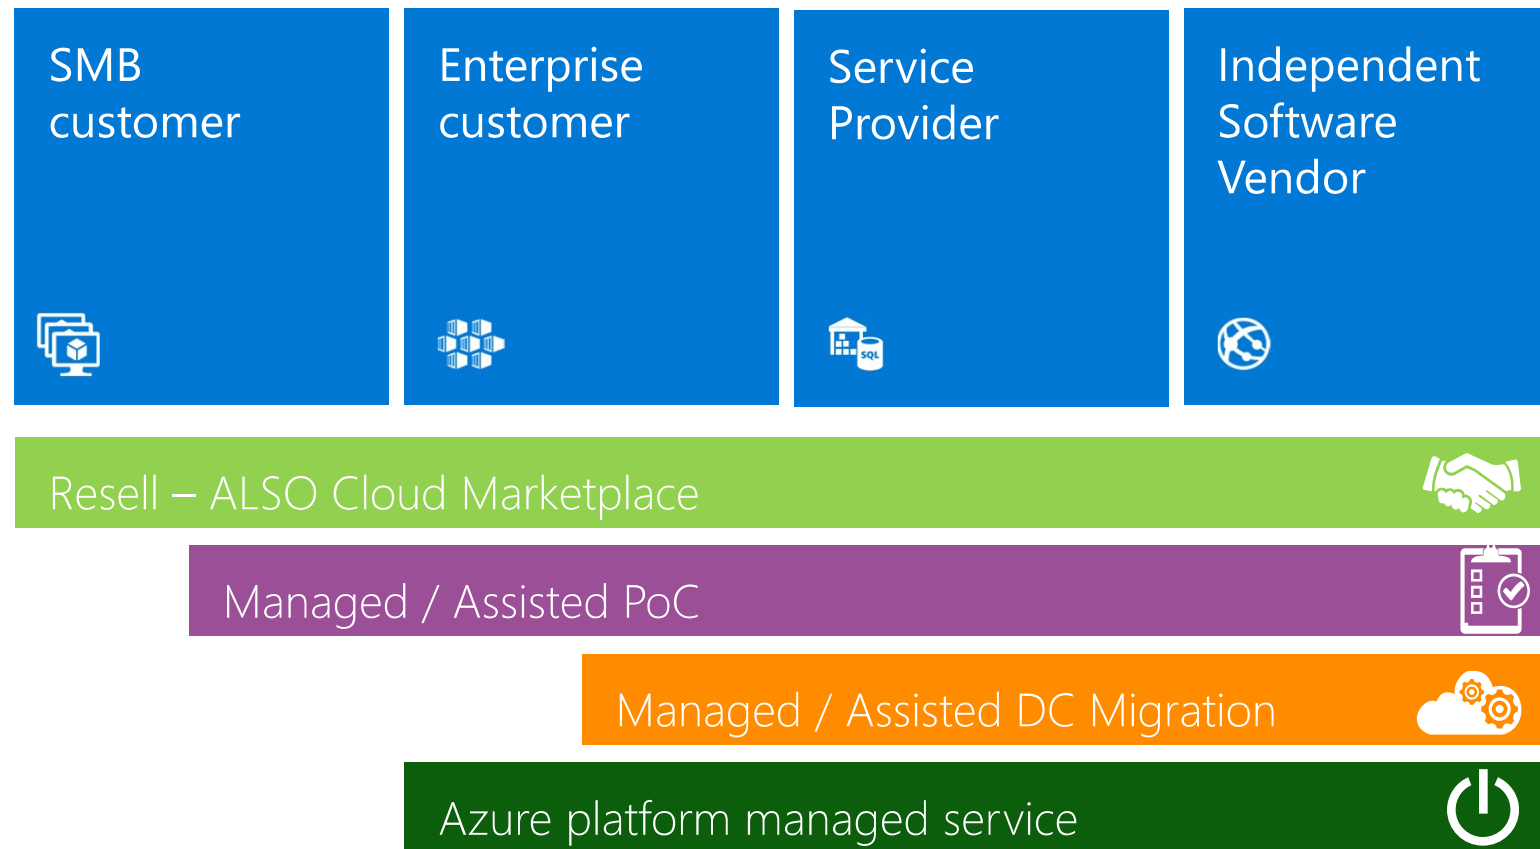 SMB
customer
Enterprise
customer
Service
Provider
Independent
Software
Vendor
SQL
Resell – ALSO Cloud Marketplace
Managed / Assisted PoC
Managed / Assisted DC Migration
Azure platform managed service